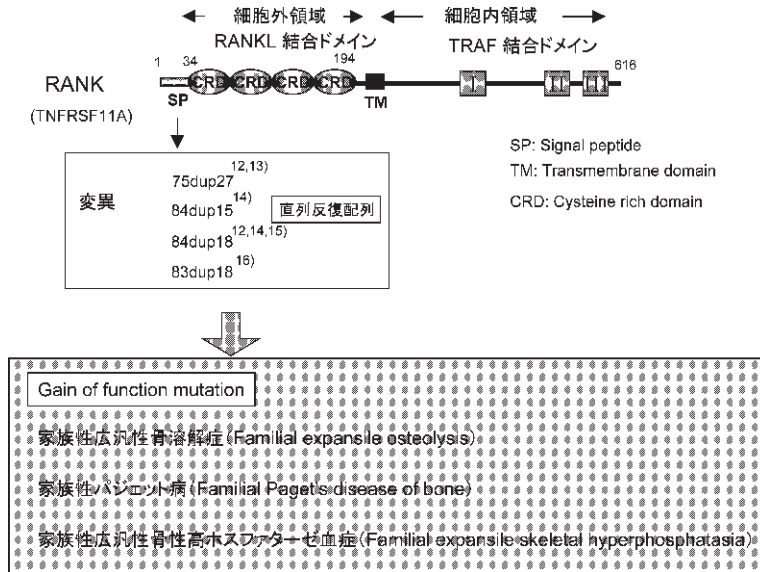 細胞外領域 細胞内領域
RANKL 結合ドメイン TRAF 結合ドメイン
1 34 194 616
RANK CRD CRD CRD CRD I II III
(TNFRSF11A) SP TM
SP: Signal peptide
TM: Transmembrane domain
CRD: Cysteine rich domain
変異
75dup27 12,13)
84dup15 14) 直列反復配列
84dup18 12,14,15)
83dup18 16)
Gain of function mutation
家族性広汎性骨溶解症(Familial expansile osteolysis)
家族性パジェット病(Familial Paget's disease of bone)
家族性広汎性骨性高ホスファターゼ血症(Familial expansile skeletal hyperphosphatasia)